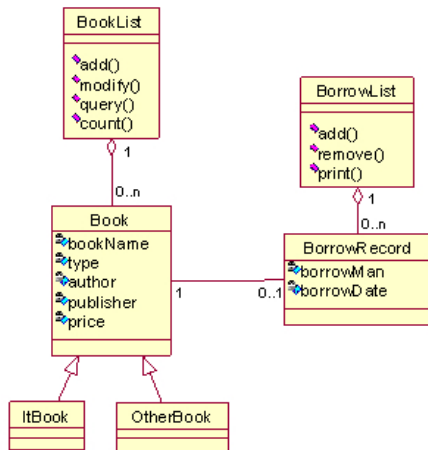 BookList
add()
modify()
query()
count()
1
0..n
Book
bookName
type
author
publisher
price
BorrowList
add()
remove()
print()
1
0..n
BorrowRecord
borrowMan
borrowDate
1
0..1
ItBook
OtherBook